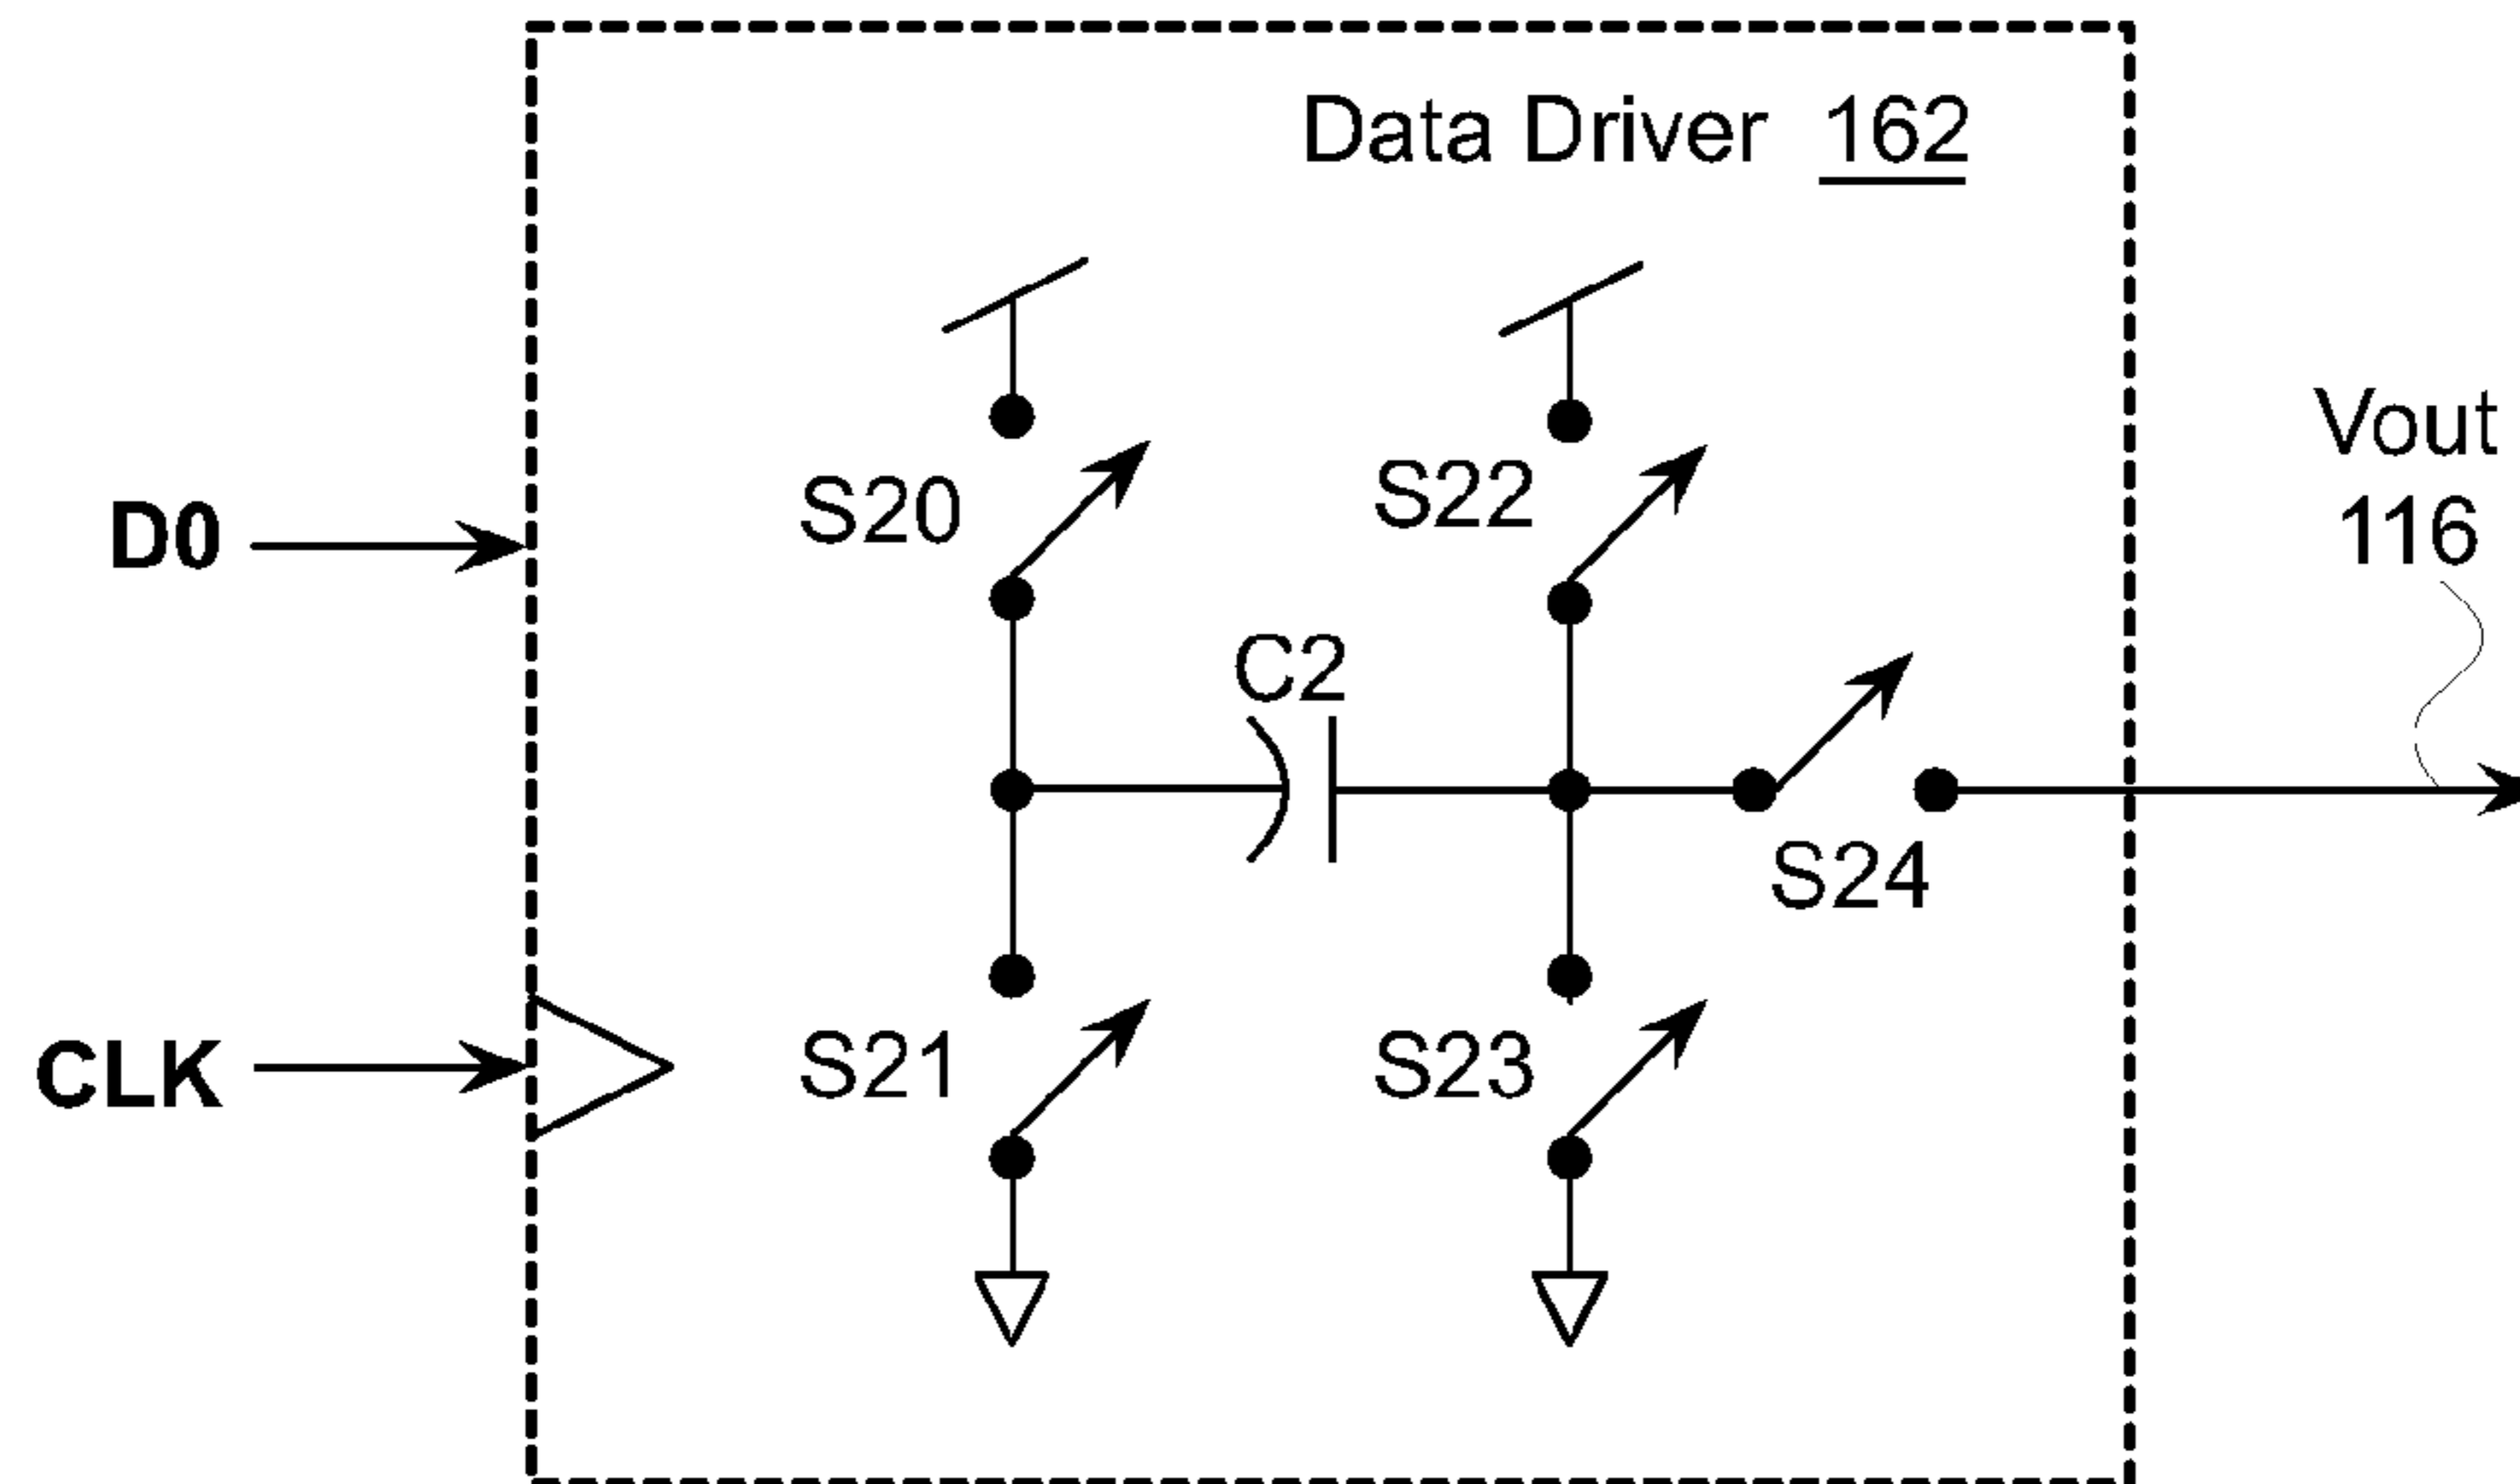 Data Driver 162
Vout
116
D0
S20
S22
C2
S24
CLK
S21
S23